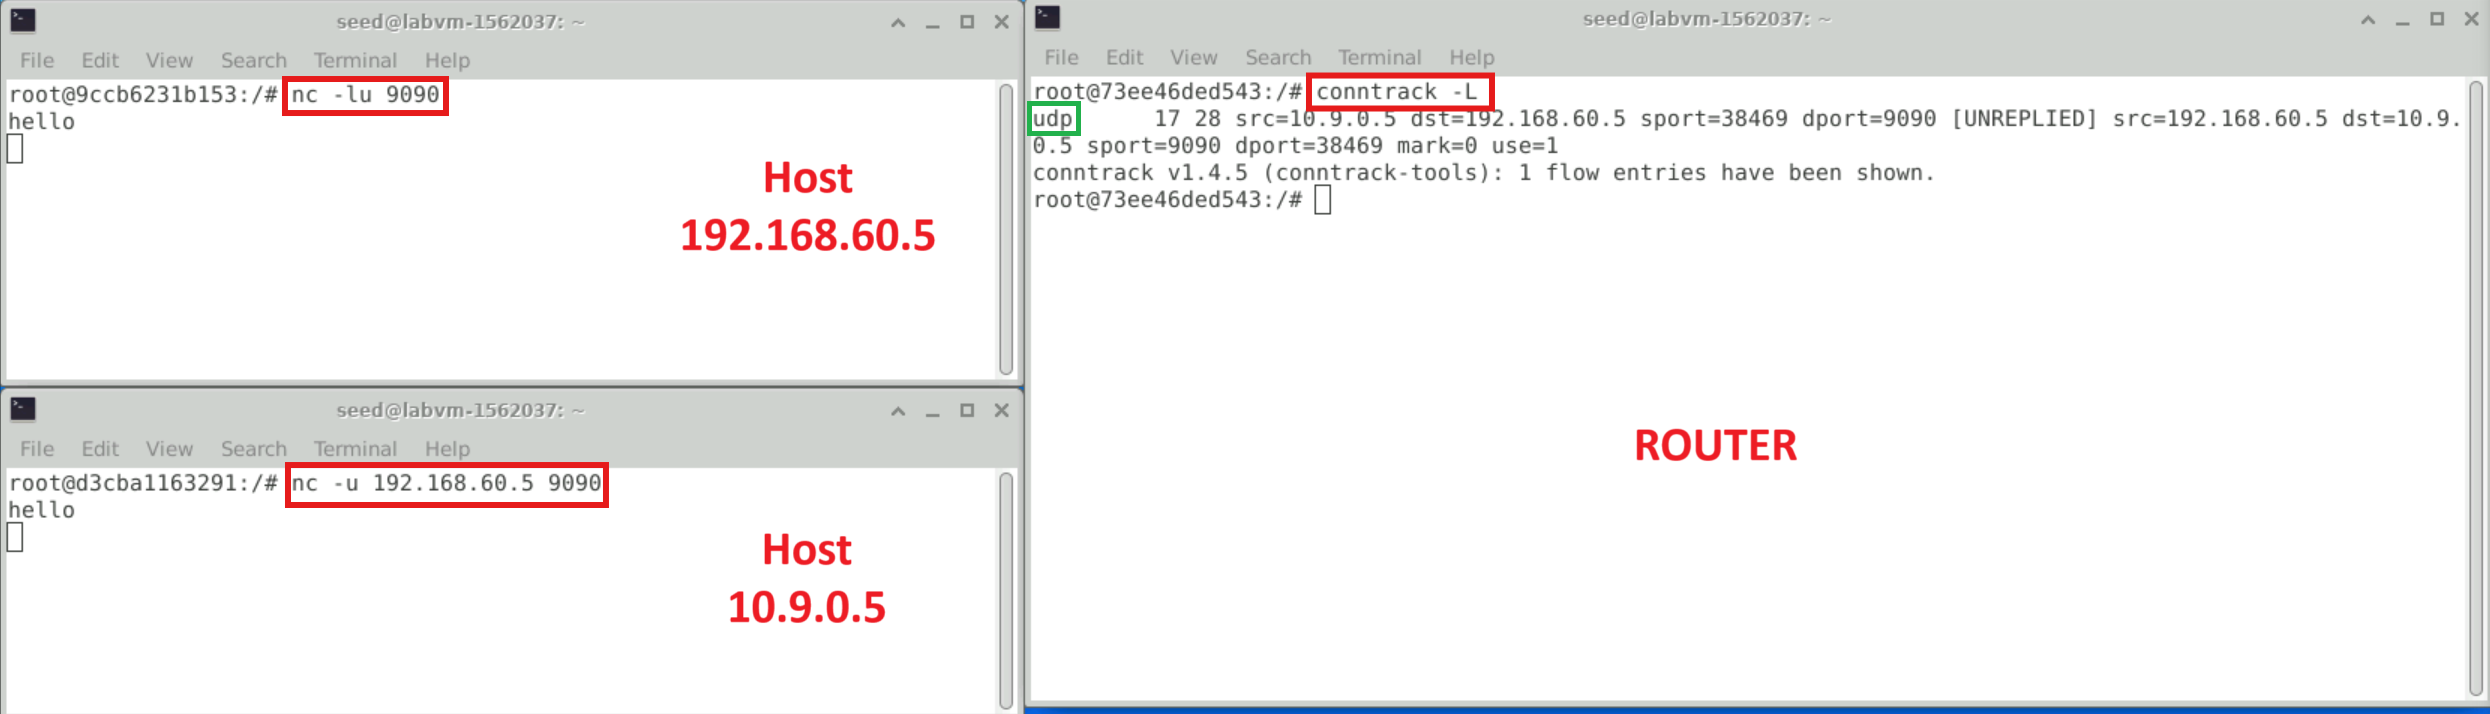 seed@labvm-1562037: ~
File Edit View Search Terminal Help
root@9ccb6231b153:/# nc -lu 9090
hello
Host
192.168.60.5
seed@labvm-1562037: ~
File Edit View Search Terminal Help
root@d3cba1163291:/# nc -u 192.168.60.5 9090
hello
Host
10.9.0.5
seed@labvm-1562037: ~
File Edit View Search Terminal Help
root@73ee46ded543:/# conntrack -L
udp      17 28 src=10.9.0.5 dst=192.168.60.5 sport=38469 dport=9090 [UNREPLIED] src=192.168.60.5 dst=10.9.
0.5 sport=9090 dport=38469 mark=0 use=1
conntrack v1.4.5 (conntrack-tools): 1 flow entries have been shown.
root@73ee46ded543:/#
ROUTER